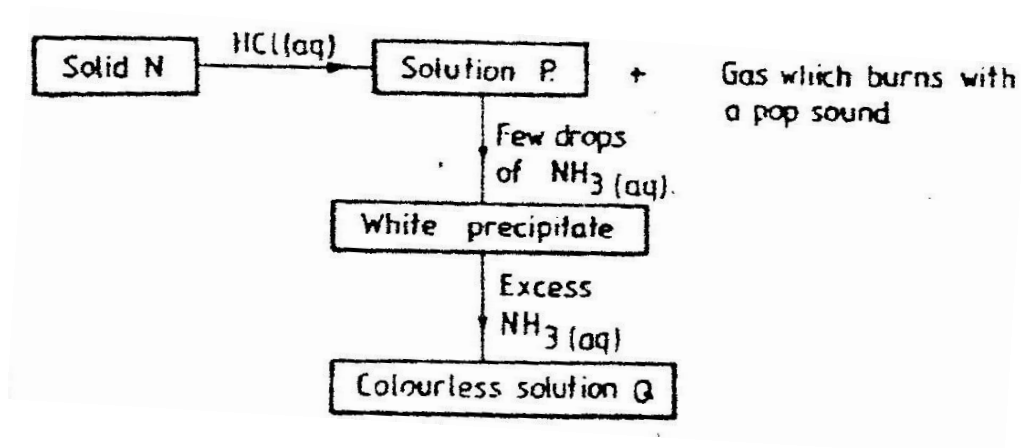 Solid N
HCl(aq)
Solution P.
+
Gas which burns with
a pop sound
Few drops
of NH3 (aq).
White precipitate
Excess
NH3 (aq)
Colourless solution Q